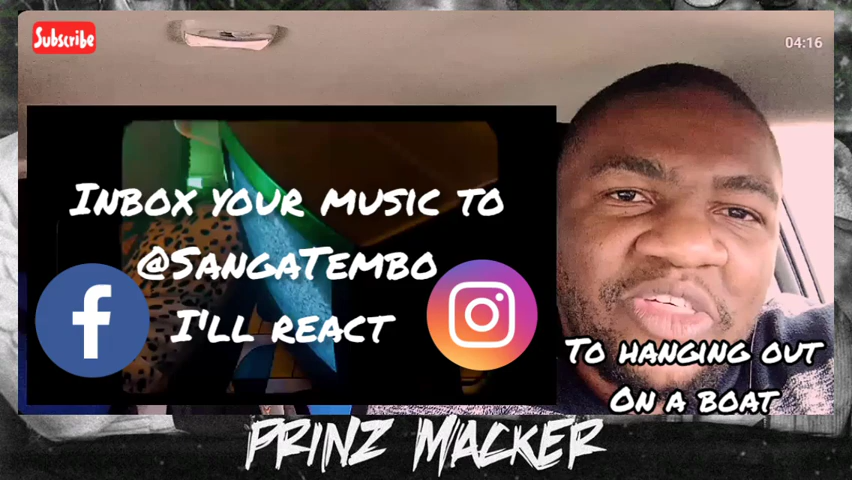 Subscribe
04:16
INBOX YOUR MUSIC TO
@SANGATEMBO
I'LL REACT
TO HANGING OUT
ON A BOAT
PRINZ MACKER